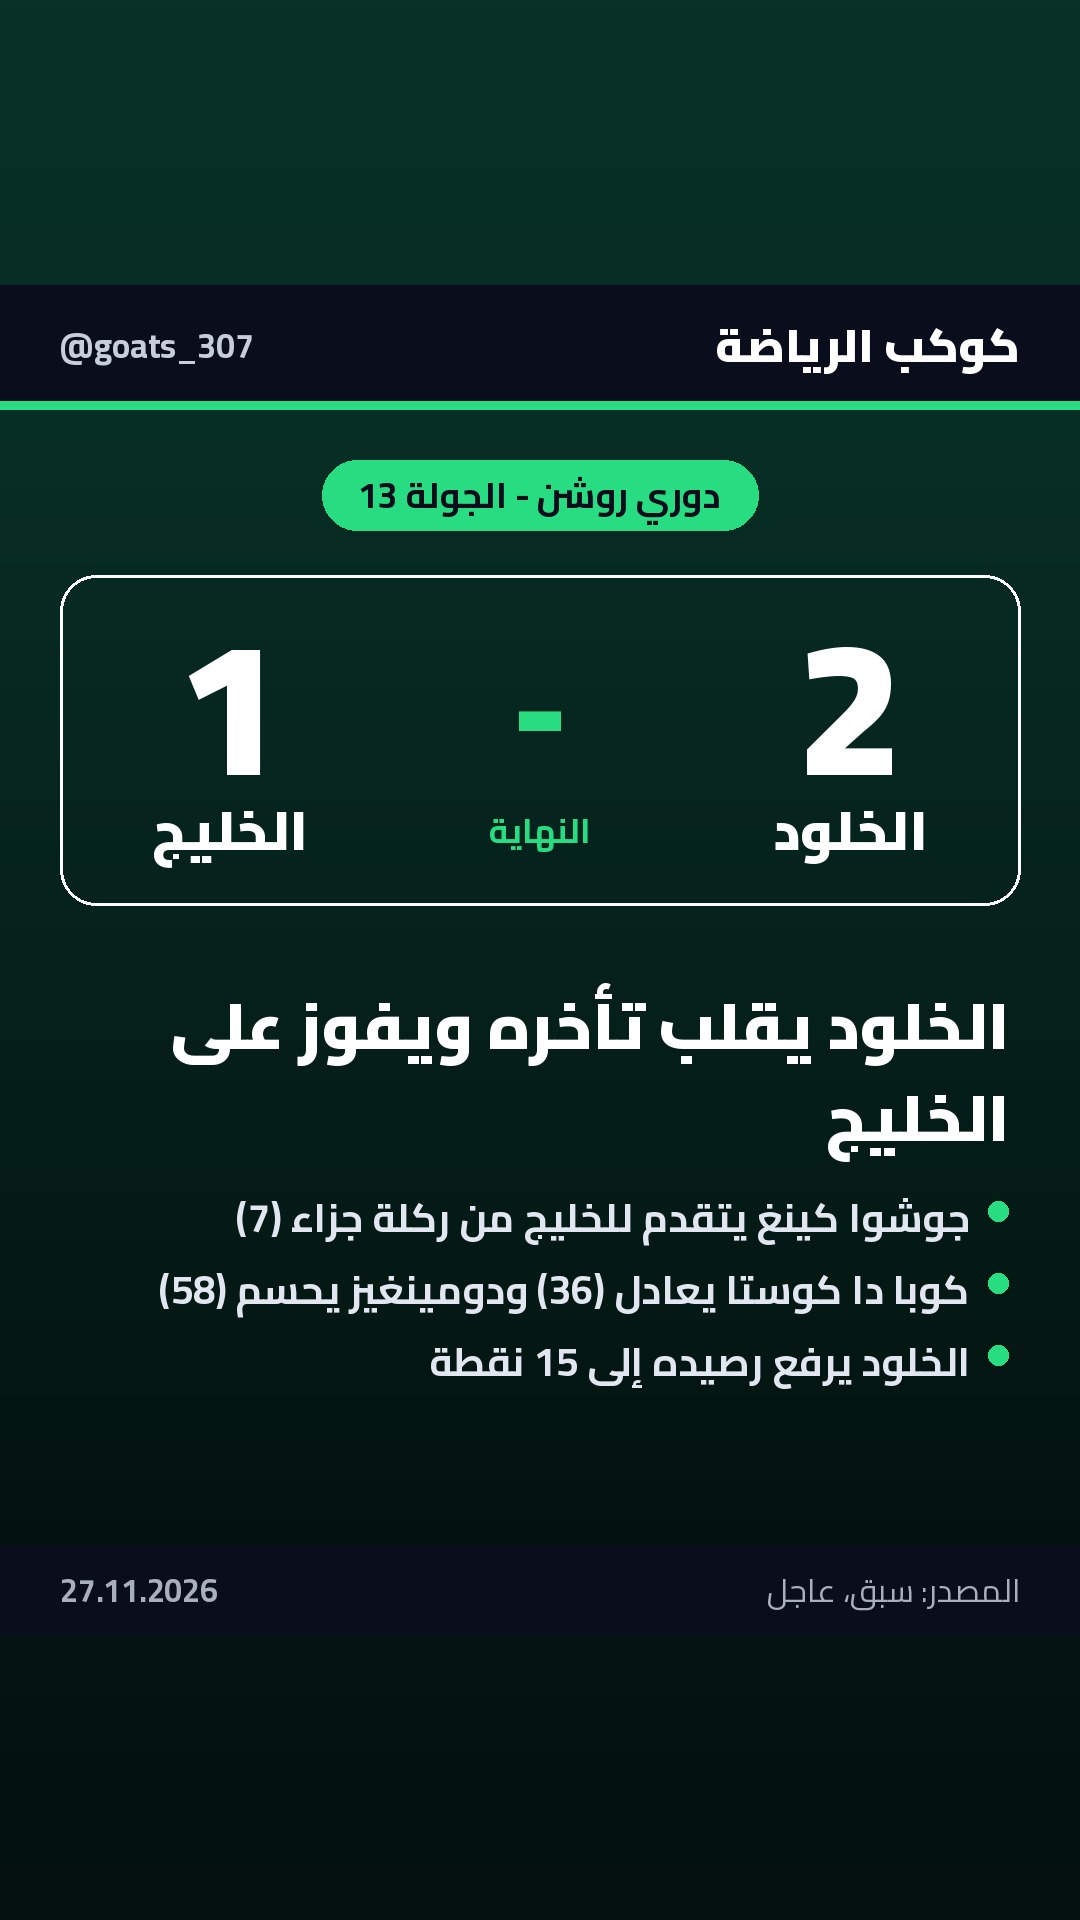 كوكب الرياضة
@goats_307
دوري روشن - الجولة 13
2 - 1
الخلود النهاية الخليج
الخلود يقلب تأخره ويفوز على
الخليج
جوشوا كينغ يتقدم للخليج من ركلة جزاء (7)
كوبا دا كوستا يعادل (36) ودومينغيز يحسم (58)
الخلود يرفع رصيده إلى 15 نقطة
المصدر: سبق، عاجل
27.11.2026